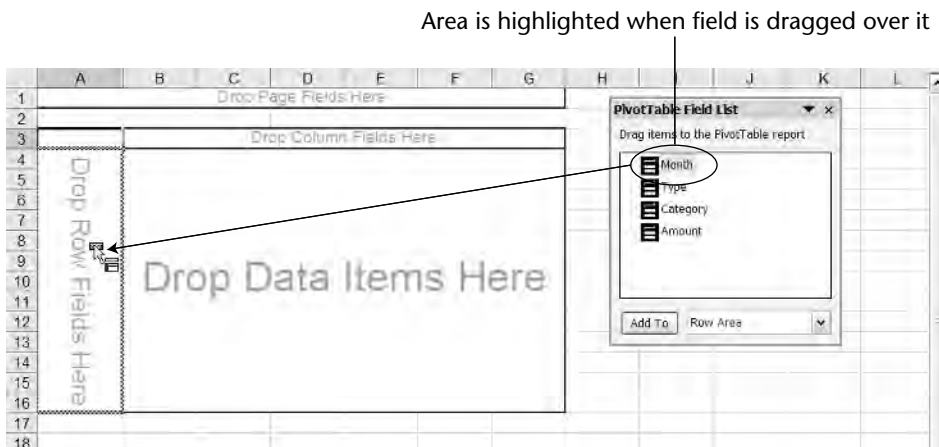 Area is highlighted when field is dragged over it
A B C D E F G H I J K L
1 Drop Page Fields Here
2
3 Drop Column Fields Here
PivotTable Field List
Drag items to the PivotTable report
Month
Type
Category
Amount
Add To Row Area
Drop Row Fields Here
Drop Data Items Here
4
5
6
7
8
9
10
11
12
13
14
15
16
17
18